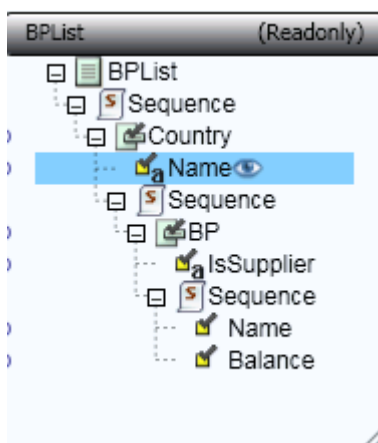 BPList (Readonly)
BPList
Sequence
Country
Name
Sequence
BP
IsSupplier
Sequence
Name
Balance